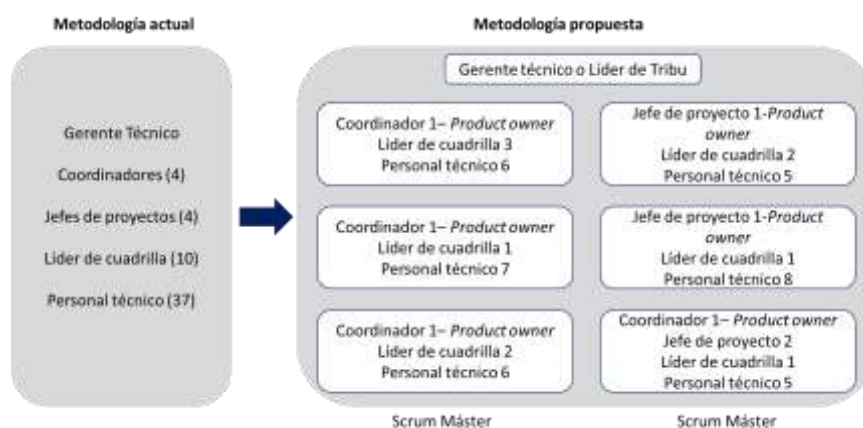 Metodología actual
Gerente Técnico
Coordinadores (4)
Jefes de proyectos (4)
Lider de cuadrilla (10)
Personal técnico (37)
Metodología propuesta
Gerente técnico o Lider de Tribu
Coordinador 1– Product owner
Lider de cuadrilla 3
Personal técnico 6
Jefe de proyecto 1-Product
owner
Lider de cuadrilla 2
Personal técnico 5
Coordinador 1– Product owner
Lider de cuadrilla 1
Personal técnico 7
Jefe de proyecto 1-Product
owner
Lider de cuadrilla 1
Personal técnico 8
Coordinador 1– Product owner
Lider de cuadrilla 2
Personal técnico 6
Coordinador 1– Product owner
Jefe de proyecto 2
Lider de cuadrilla 1
Personal técnico 5
Scrum Máster
Scrum Máster